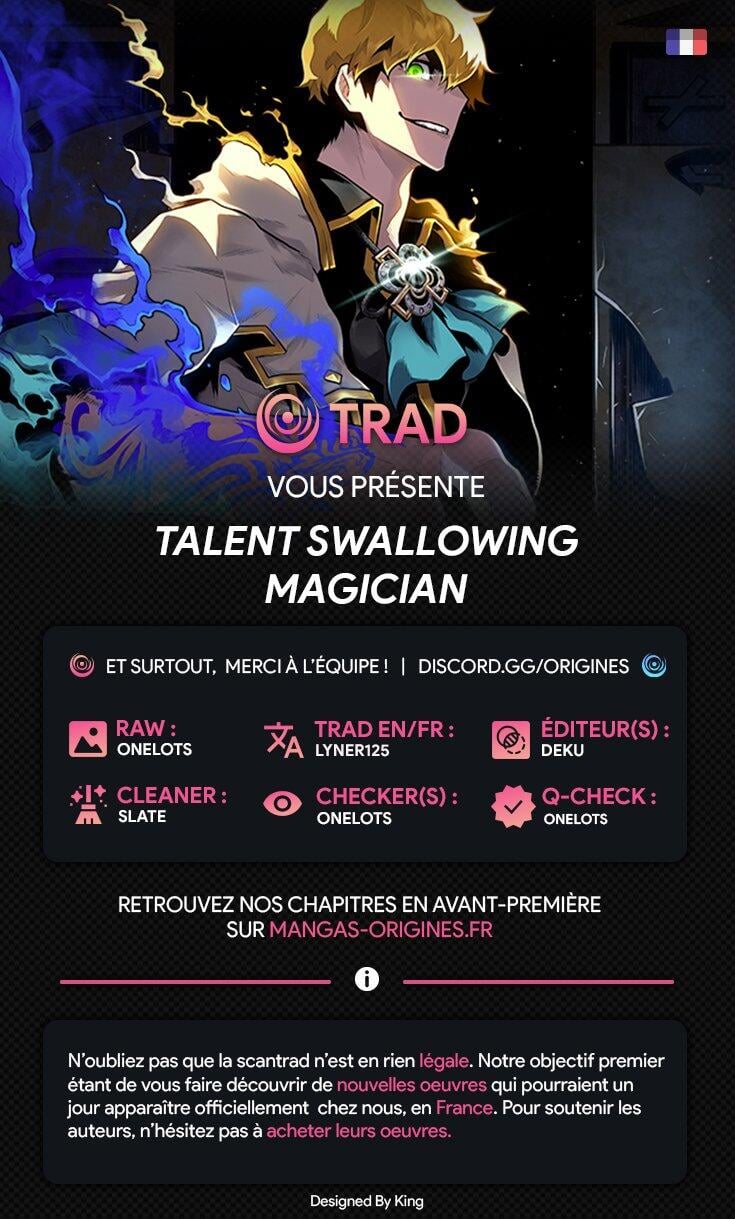 TRAD
VOUS PRÉSENTE
TALENT SWALLOWING
MAGICIAN
ET SURTOUT, MERCI À L'ÉQUIPE ! | DISCORD.GG/ORIGINES
RAW :
ONELOTS
TRAD EN/FR :
LYNER125
ÉDITEUR(S) :
DEKU
CLEANER :
SLATE
CHECKER(S) :
ONELOTS
Q-CHECK :
ONELOTS
RETROUVEZ NOS CHAPITRES EN AVANT-PREMIÈRE
SUR MANGAS-ORIGINES.FR
N'oubliez pas que la scantrad n'est en rien légale. Notre objectif premier
étant de vous faire découvrir de nouvelles oeuvres qui pourraient un
jour apparaître officiellement chez nous, en France. Pour soutenir les
auteurs, n'hésitez pas à acheter leurs oeuvres.
Designed By King